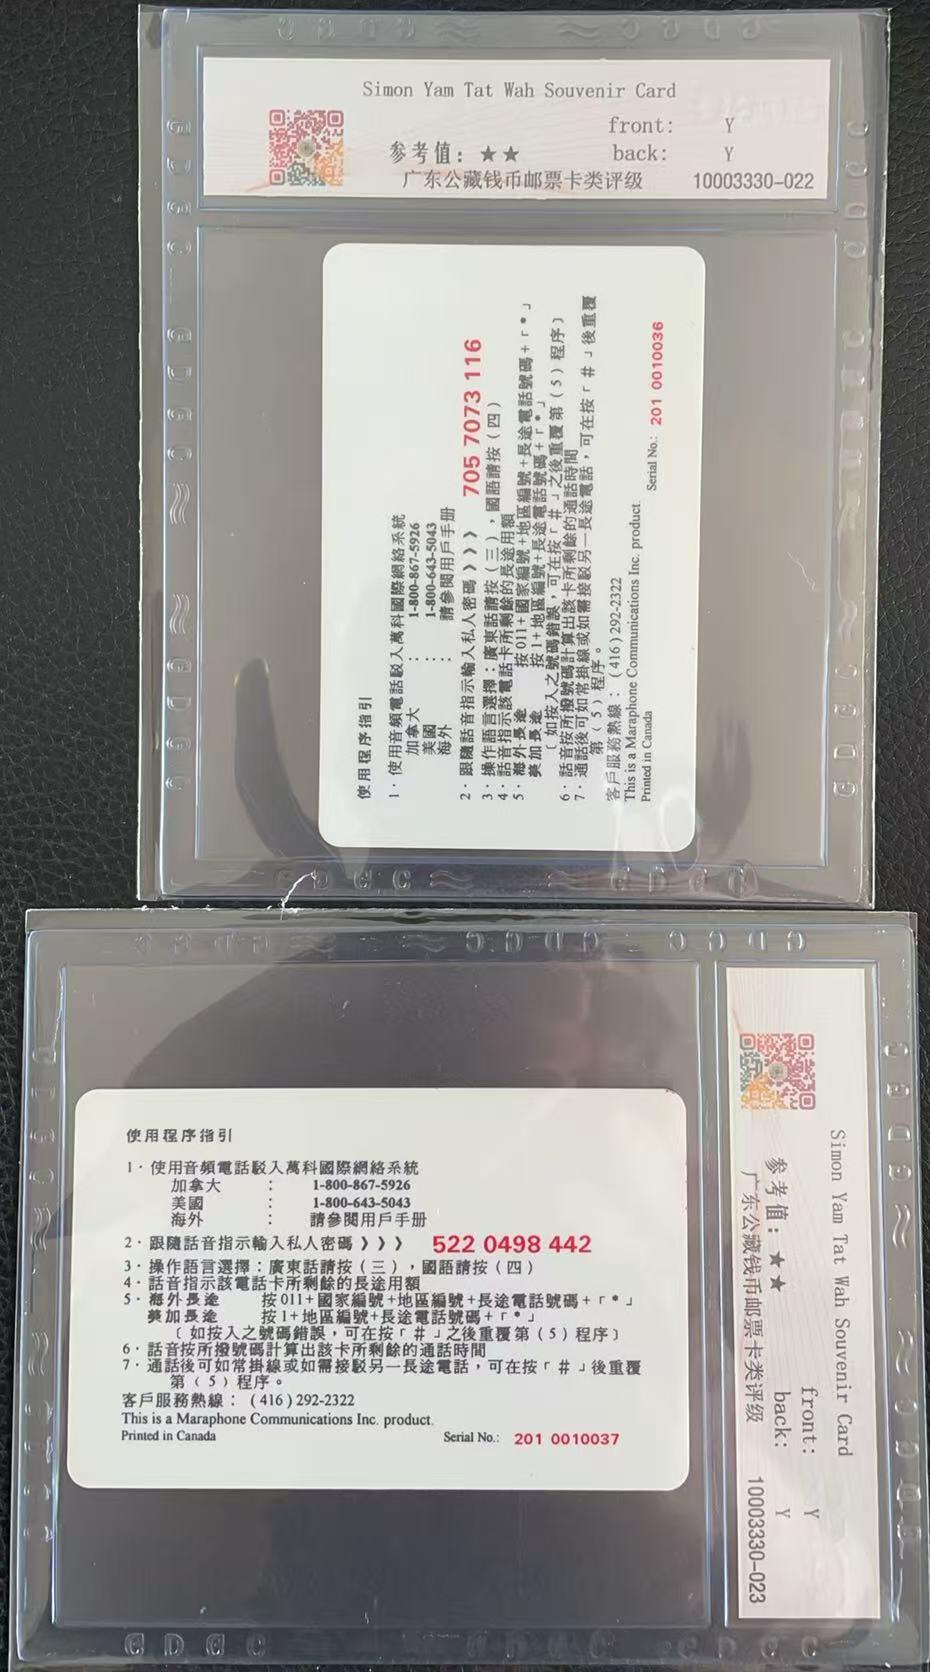 Simon Yam Tat Wah Souvenir Card
front: Y
参考值：★★ back: Y
广东公藏钱币邮票卡类评级 10003330-022
使用程序指引
1·使用音頻電話駁入萬科國際網絡系統
加拿大 : 1-800-867-5926
美國 : 1-800-643-5043
海外 : 請參閱用戶手册
2·跟隨話音指示輸入私人密碼》》》 705 7073 116
3·操作語言選擇：廣東話請按（三），國語請按（四）
4·話音指示該電話卡所剩餘的長途用額
5·海外長途 按011+國家編號+地區編號+長途電話號碼+「*」
美加長途 按1+地區編號+長途電話號碼+「*」
〔如按入之號碼錯誤，可在按「#」之後重覆第（5）程序〕
6·話音按所撥號碼計算出該卡所剩餘的通話時間
7·通話後可如常掛線或如需接駁另一長途電話，可在按「#」後重覆
第（5）程序。
客戶服務熱線：(416)292-2322
This is a Maraphone Communications Inc. product.
Printed in Canada Serial No.: 201 0010036
使用程序指引
1·使用音頻電話駁入萬科國際網絡系統
加拿大 : 1-800-867-5926
美國 : 1-800-643-5043
海外 : 請參閱用戶手册
2·跟隨話音指示輸入私人密碼》》》 522 0498 442
3·操作語言選擇：廣東話請按（三），國語請按（四）
4·話音指示該電話卡所剩餘的長途用額
5·海外長途 按011+國家編號+地區編號+長途電話號碼+「*」
美加長途 按1+地區編號+長途電話號碼+「*」
〔如按入之號碼錯誤，可在按「#」之後重覆第（5）程序〕
6·話音按所撥號碼計算出該卡所剩餘的通話時間
7·通話後可如常掛線或如需接駁另一長途電話，可在按「#」後重覆
第（5）程序。
客戶服務熱線：(416)292-2322
This is a Maraphone Communications Inc. product.
Printed in Canada Serial No.: 201 0010037
Simon Yam Tat Wah Souvenir Card
front: Y
参考值：★★ back: Y
广东公藏钱币邮票卡类评级 10003330-023